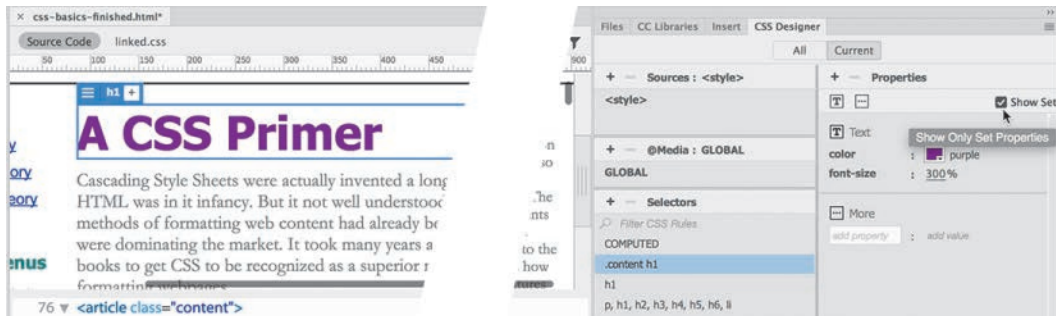 × css-basics-finished.html*
Source Code linked.css
50 100 150 200 250 300 350 400 450
900
h1 +
A CSS Primer
ory
eory
enus
Cascading Style Sheets were actually invented a long
HTML was in it infancy. But it not well understood
methods of formatting web content had already be
were dominating the market. It took many years a
books to get CSS to be recognized as a superior r
formatting webpages
to the
how
tures
76 ▼ <article class="content">
Files CC Libraries Insert CSS Designer
All Current
+ − Sources : <style>
<style>
+ − @Media : GLOBAL
GLOBAL
+ − Selectors
Filter CSS Rules
COMPUTED
.content h1
h1
p, h1, h2, h3, h4, h5, h6, li
+ − Properties
Show Set
T Text
Show Only Set Properties
color : purple
font-size : 300%
More
add property : add value